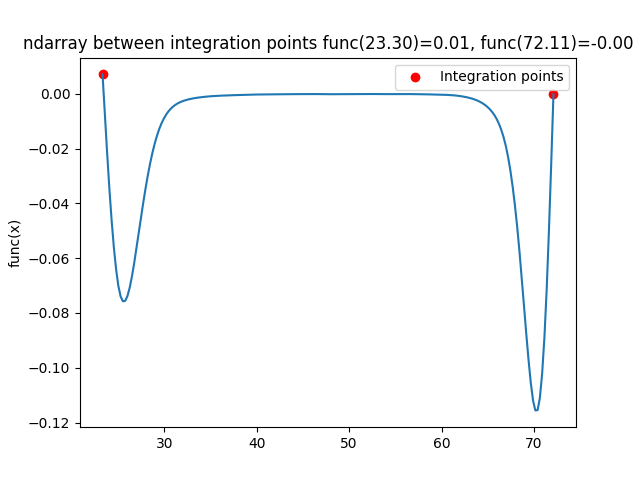 ndarray between integration points func(23.30)=0.01, func(72.11)=-0.00
Integration points
func(x)
0.00
−0.02
−0.04
−0.06
−0.08
−0.10
−0.12
30 40 50 60 70